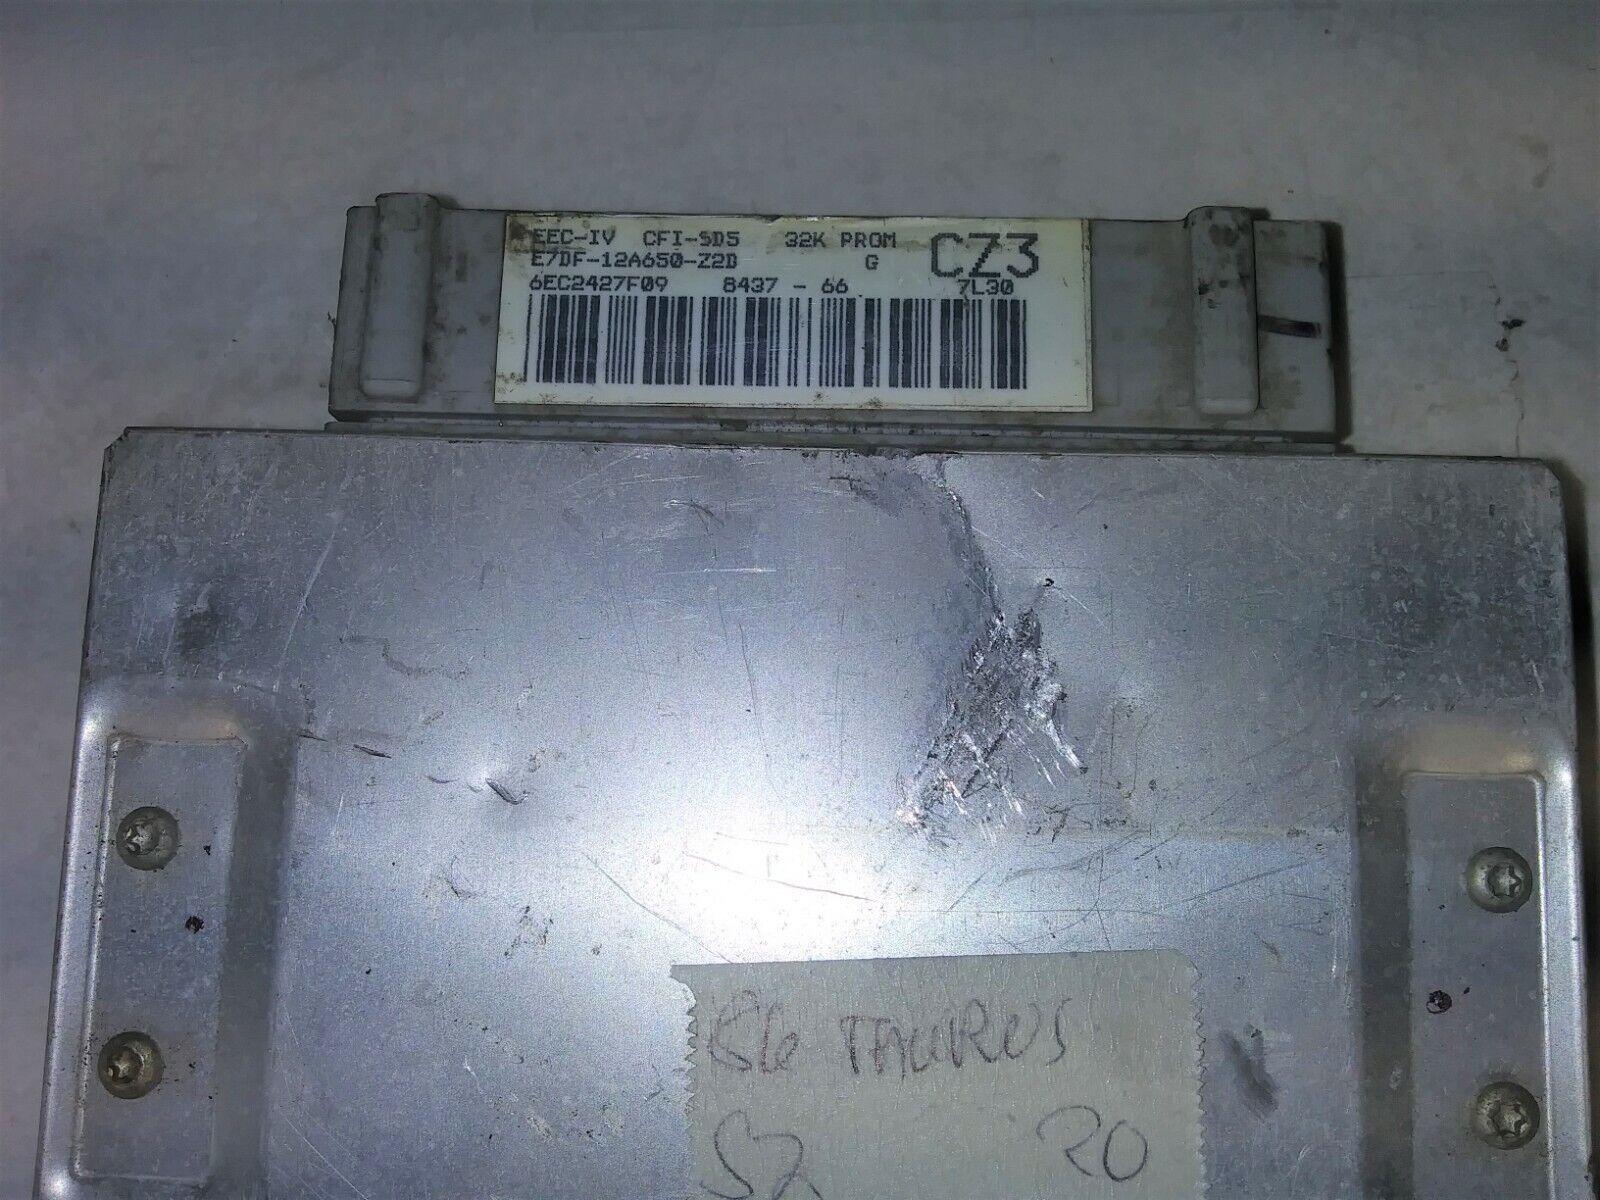 EEC-IV CFI-SD5 32K PROM CZ3
E7DF-12A650-Z2D G
6EC2427F09 8437 - 66 7L30
86 TAURUS
20